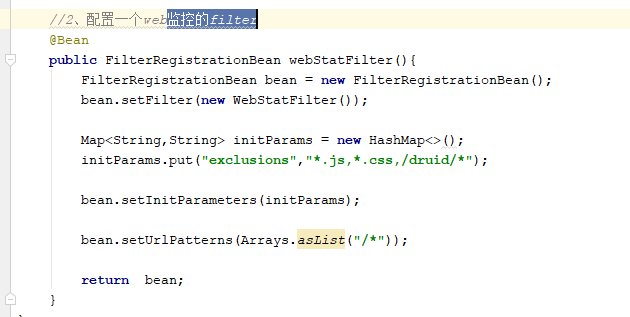 //2、配置一个web监控的filter
@Bean
public FilterRegistrationBean webStatFilter(){
FilterRegistrationBean bean = new FilterRegistrationBean();
bean.setFilter(new WebStatFilter());
Map<String,String> initParams = new HashMap<>();
initParams.put("exclusions","*.js,*.css,/druid/*");
bean.setInitParameters(initParams);
bean.setUrlPatterns(Arrays.asList("/*"));
return  bean;
}